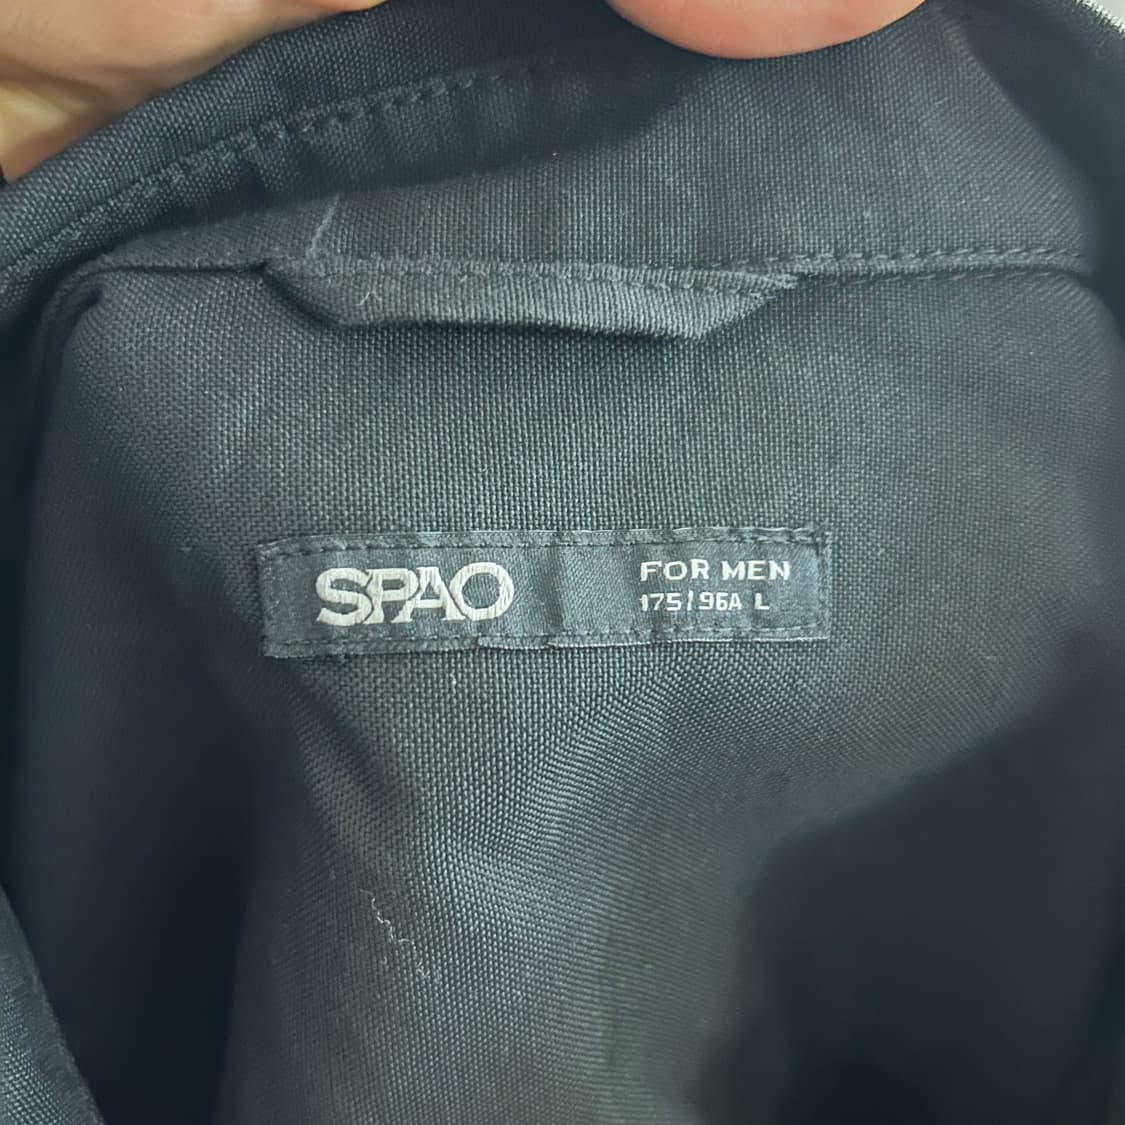 SPAO
FOR MEN
175/96A L